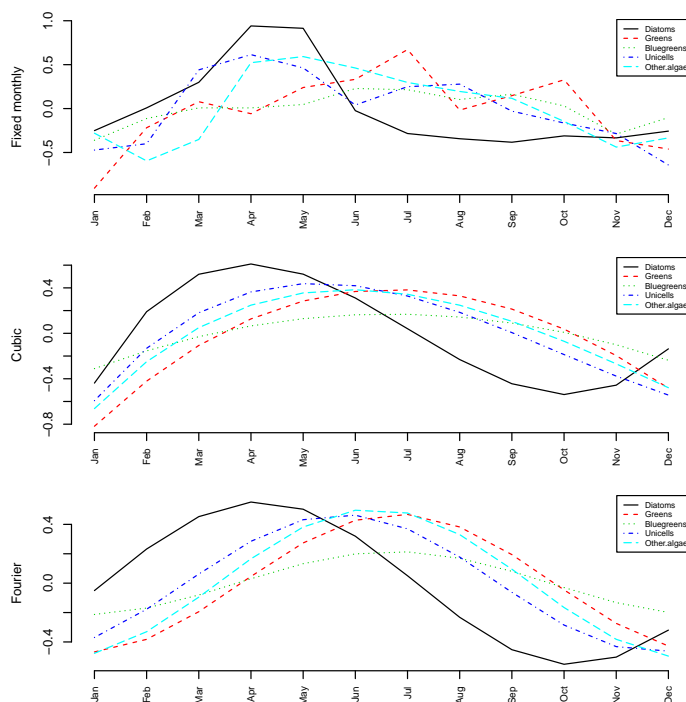 Fixed monthly
1.0
0.5
0.0
−0.5
Diatoms
Greens
Bluegreens
Unicells
Other.algae
Jan Feb Mar Apr May Jun Jul Aug Sep Oct Nov Dec
Cubic
0.4
0.0
−0.4
−0.8
Diatoms
Greens
Bluegreens
Unicells
Other.algae
Jan Feb Mar Apr May Jun Jul Aug Sep Oct Nov Dec
Fourier
0.4
0.0
−0.4
Diatoms
Greens
Bluegreens
Unicells
Other.algae
Jan Feb Mar Apr May Jun Jul Aug Sep Oct Nov Dec